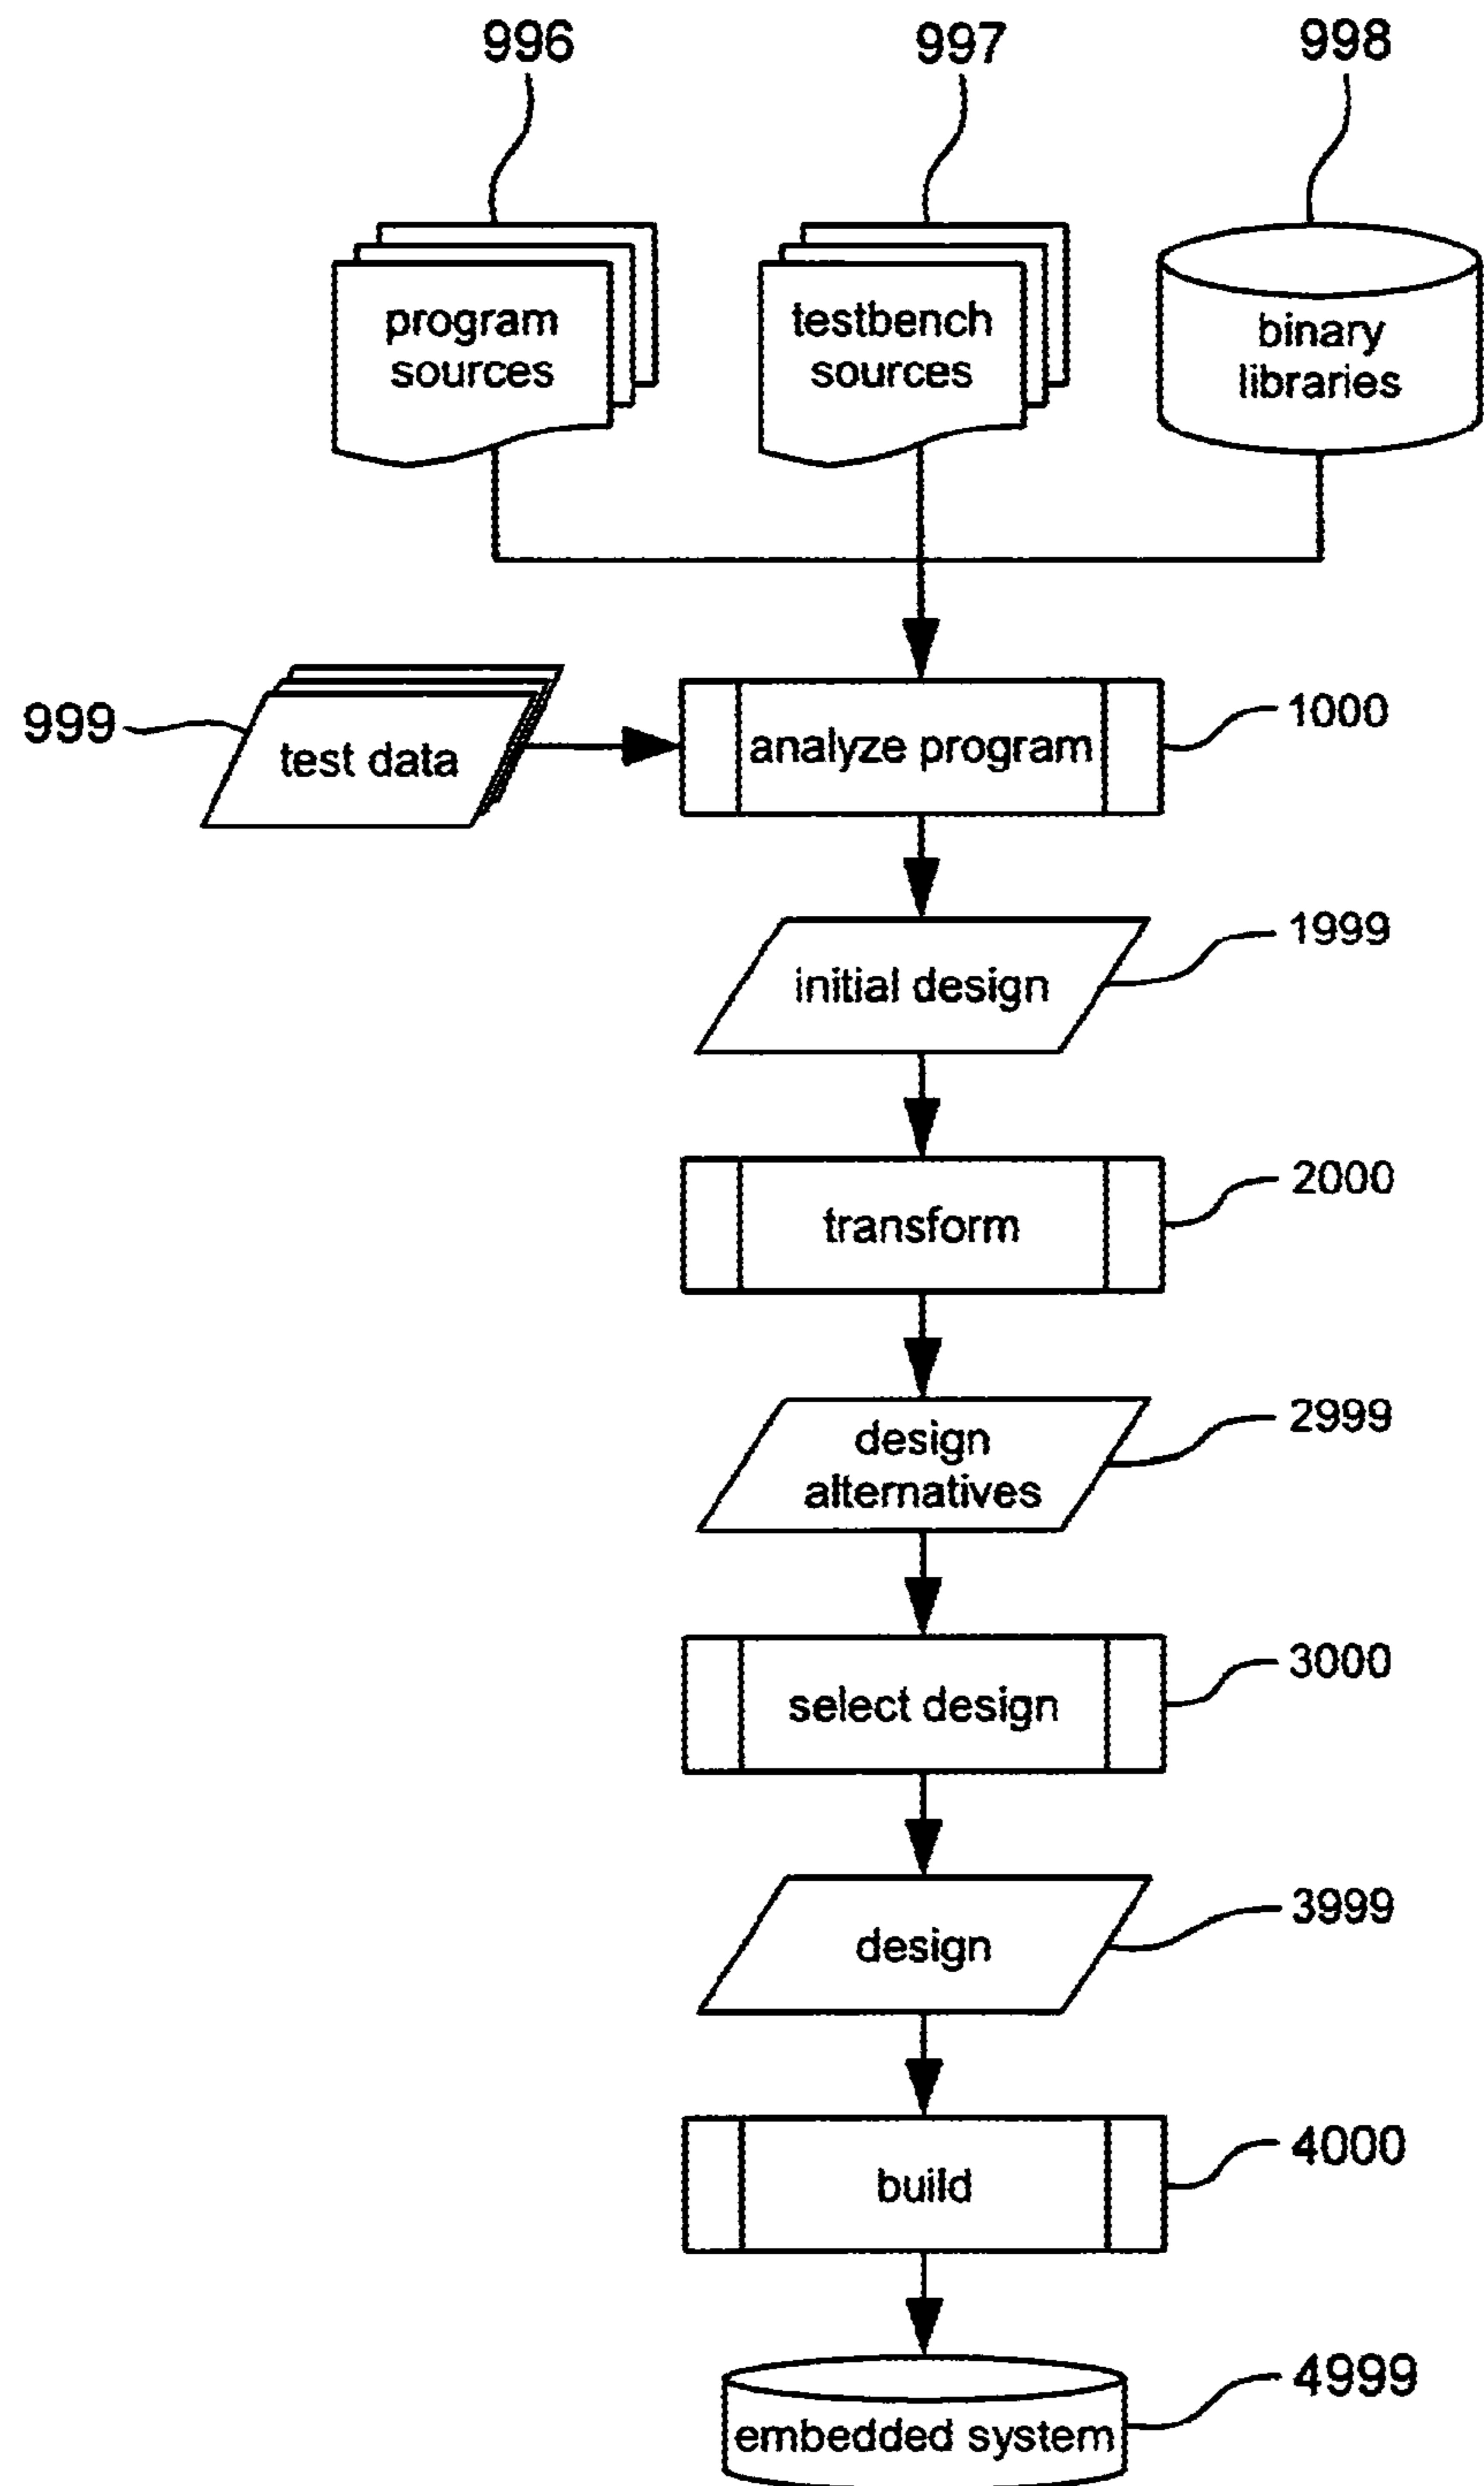 996
997
998
program
sources
testbench
sources
binary
libraries
999
test data
analyze program
1000
initial design
1999
transform
2000
design
alternatives
2999
select design
3000
design
3999
build
4000
embedded system
4999